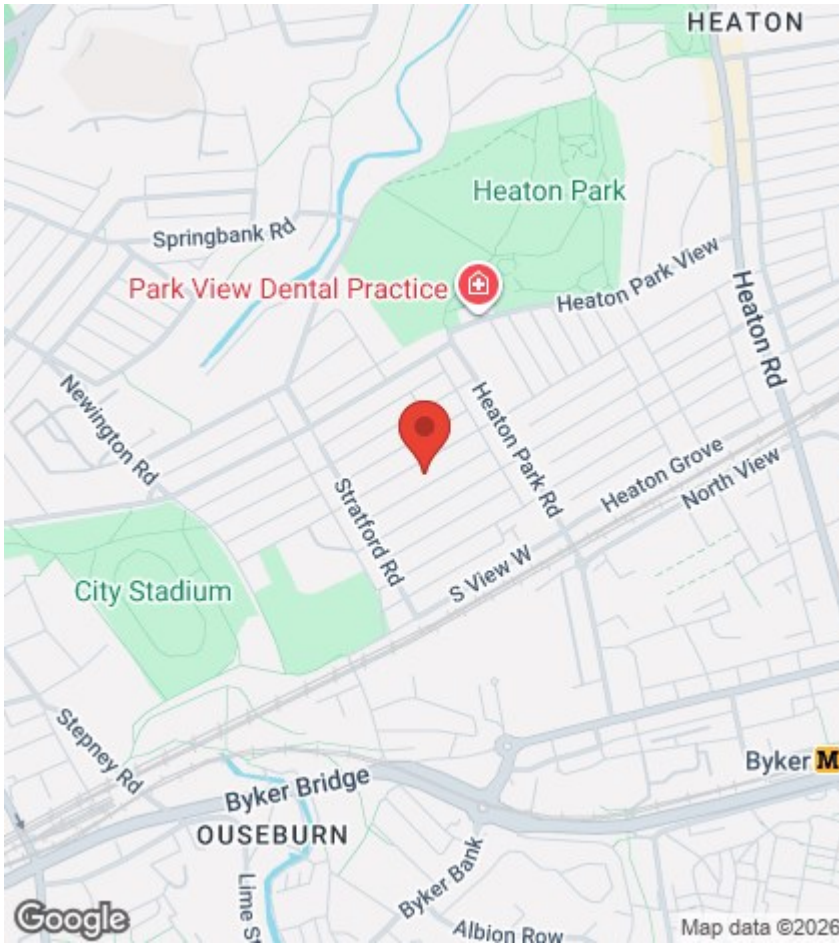 HEATON
Heaton Park
Springbank Rd
Park View Dental Practice
Heaton Park View
Heaton Rd
Newington Rd
Heaton Park Rd
Heaton Grove
North View
Stratford Rd
S View W
City Stadium
Stepney Rd
Byker M
Byker Bridge
OUSEBURN
Lime St
Byker Bank
Albion Row
Google
Map data ©2026